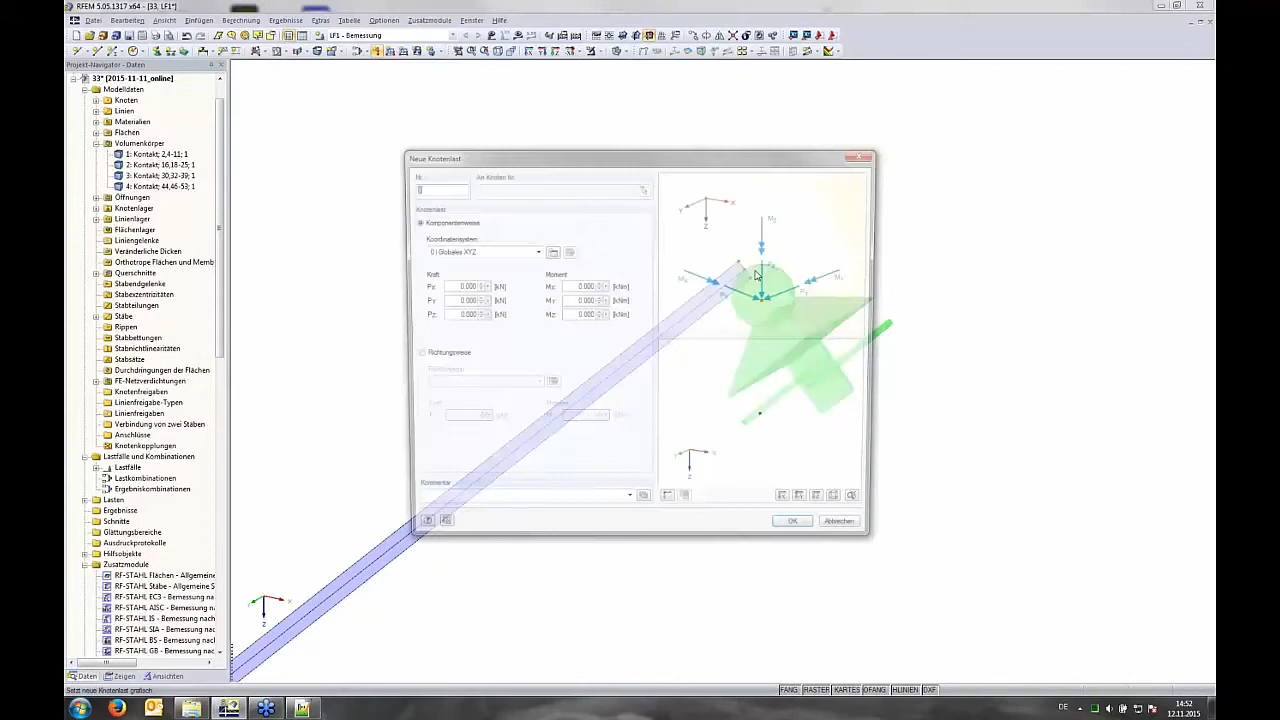 RFEM 5.05.1317 x64 - [33, LF1*]
Datei Bearbeiten Ansicht Einfügen Berechnung Ergebnisse Extras Tabelle Optionen Zusatzmodule Fenster Hilfe
LF1 - Bemessung
Projekt-Navigator - Daten
33* [2015-11-11_online]
Modelldaten
Knoten
Linien
Materialien
Flächen
Volumenkörper
1: Kontakt; 2,4-11; 1
2: Kontakt; 16,18-25; 1
3: Kontakt; 30,32-39; 1
4: Kontakt; 44,46-53; 1
Öffnungen
Knotenlager
Linienlager
Flächenlager
Liniengelenke
Veränderliche Dicken
Orthotrope Flächen und Memb
Querschnitte
Stabendgelenke
Stabexzentrizitäten
Stabteilungen
Stäbe
Rippen
Stabbettungen
Stabnichtlinearitäten
Stabsätze
Durchdringungen der Flächen
FE-Netzverdichtungen
Knotenfreigaben
Linienfreigabe-Typen
Linienfreigaben
Verbindung von zwei Stäben
Anschlüsse
Knotenkopplungen
Lastfälle und Kombinationen
Lastfälle
Lastkombinationen
Ergebniskombinationen
Lasten
Ergebnisse
Schnitte
Glättungsbereiche
Ausdruckprotokolle
Hilfsobjekte
Zusatzmodule
RF-STAHL Flächen - Allgemeine
RF-STAHL Stäbe - Allgemeine S
RF-STAHL EC3 - Bemessung nac
RF-STAHL AISC - Bemessung na
RF-STAHL IS - Bemessung nach
RF-STAHL SIA - Bemessung nac
RF-STAHL BS - Bemessung nac
RF-STAHL GB - Bemessung nac
Daten Zeigen Ansichten
Neue Knotenlast
Nr. An Knoten Nr.
Knotenlast
Komponentenweise
Koordinatensystem:
0 | Globales XYZ
Kraft Moment
PX: 0.000 [kN] MX: 0.000 [kNm]
PY: 0.000 [kN] MY: 0.000 [kNm]
PZ: 0.000 [kN] MZ: 0.000 [kNm]
Richtungsweise
Kommentar
OK Abbrechen
Setzt neue Knotenlast grafisch
FANG RASTER KARTES OFANG HLINIEN DXF
DE
14:52
12.11.2015